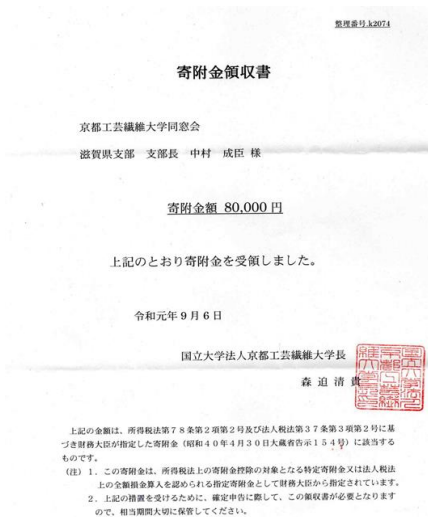 整理番号.k2074
寄附金領収書
京都工芸繊維大学同窓会
滋賀県支部 支部長 中村 成臣 様
寄附金額 80,000 円
上記のとおり寄附金を受領しました。
令和元年９月６日
国立大学法人京都工芸繊維大学長
森迫清貴
上記の金額は、所得税法第７８条第２項第２号及び法人税法第３７条第３項第２号に基
づき財務大臣が指定した寄附金（昭和４０年４月３０日大蔵省告示１５４号）に該当する
ものです。
（注）１．この寄附金は、所得税法上の寄附金控除の対象となる特定寄附金又は法人税法
上の全額損金算入を認められる指定寄附金として財務大臣から指定されています。
２．上記の措置を受けるために、確定申告に際して、この領収書が必要となります
ので、相当期間大切に保管してください。